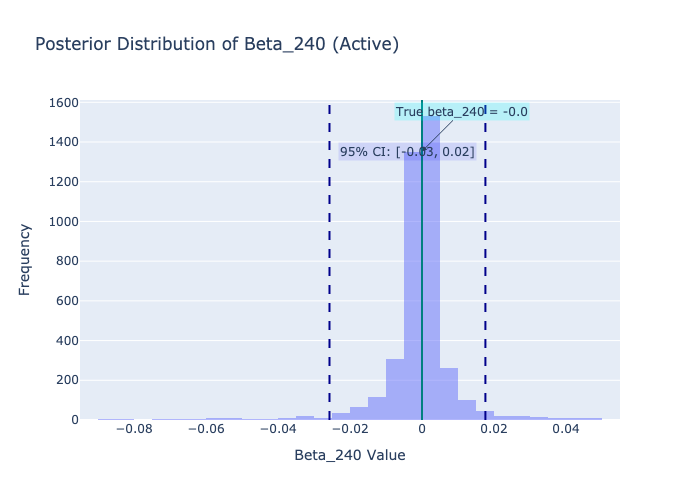 Posterior Distribution of Beta_240 (Active)
1600
True beta_240 = -0.0
1400
95% CI: [-0.03, 0.02]
1200
1000
800
600
400
200
0
Frequency
−0.08 −0.06 −0.04 −0.02 0 0.02 0.04
Beta_240 Value